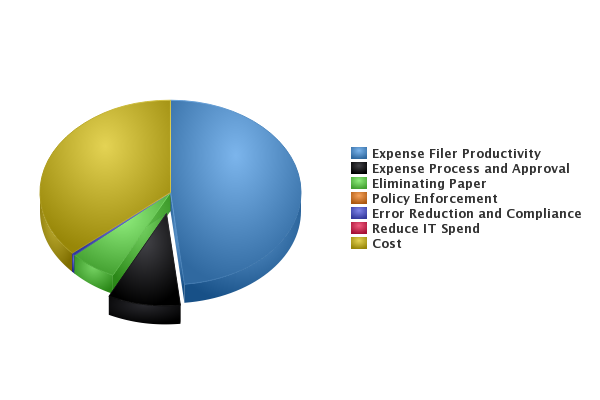 Expense Filer Productivity
Expense Process and Approval
Eliminating Paper
Policy Enforcement
Error Reduction and Compliance
Reduce IT Spend
Cost